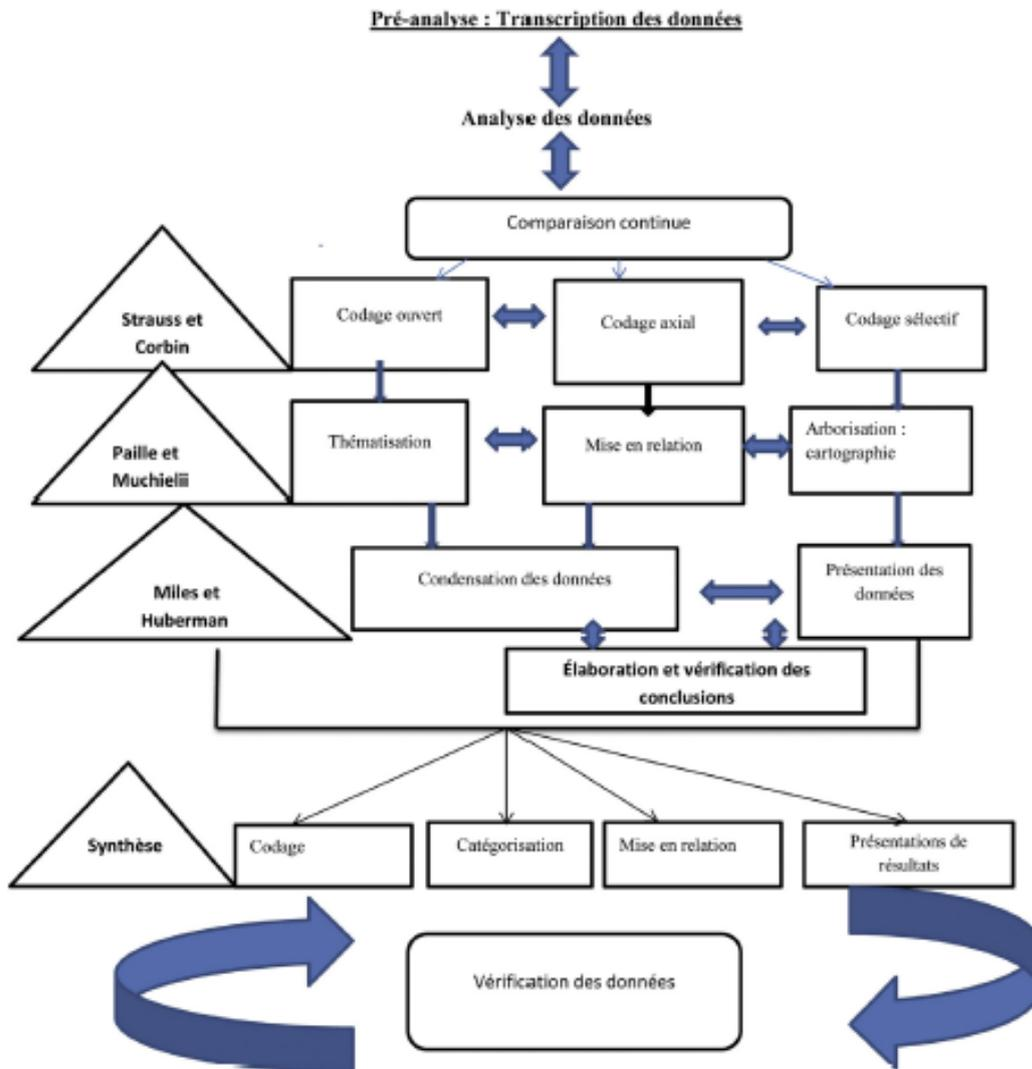 Pré-analyse : Transcription des données
Analyse des données
Comparaison continue
Strauss et
Corbin
Codage ouvert
Codage axial
Codage sélectif
Paille et
Muchielii
Thématisation
Mise en relation
Arborisation :
cartographie
Miles et
Huberman
Condensation des données
Présentation des
données
Élaboration et vérification des
conclusions
Synthèse
Codage
Catégorisation
Mise en relation
Présentations de
résultats
Vérification des données